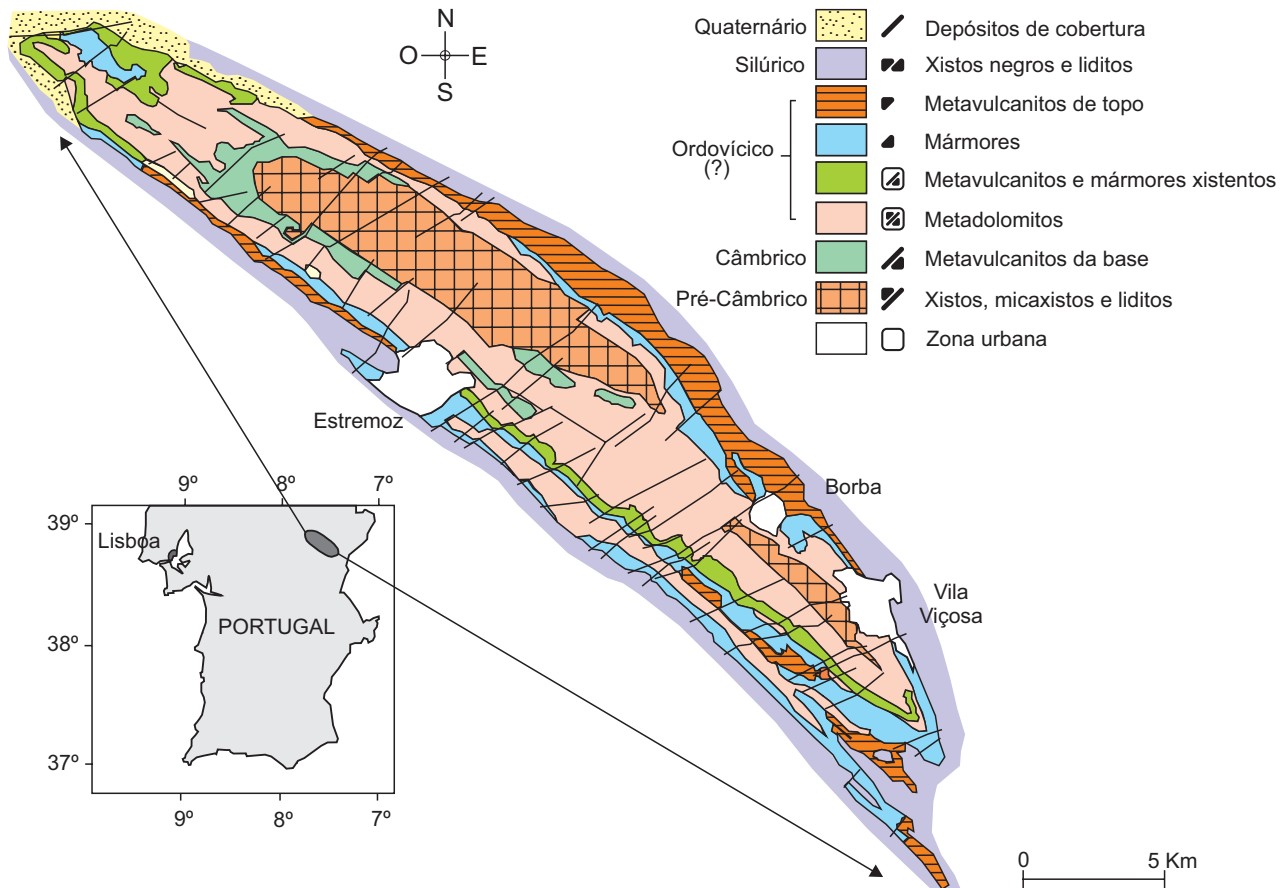 N
O E
S
Quaternário Depósitos de cobertura
Silúrico Xistos negros e liditos
Metavulcanitos de topo
Ordovícico
(?)
Mármores
Metavulcanitos e mármores xistentos
Metadolomitos
Câmbrico Metavulcanitos da base
Pré-Câmbrico Xistos, micaxistos e liditos
Zona urbana
Estremoz
Borba
Vila
Viçosa
9º 8º 7º
39º
Lisboa
PORTUGAL
38º
37º
9º 8º 7º
0 5 Km